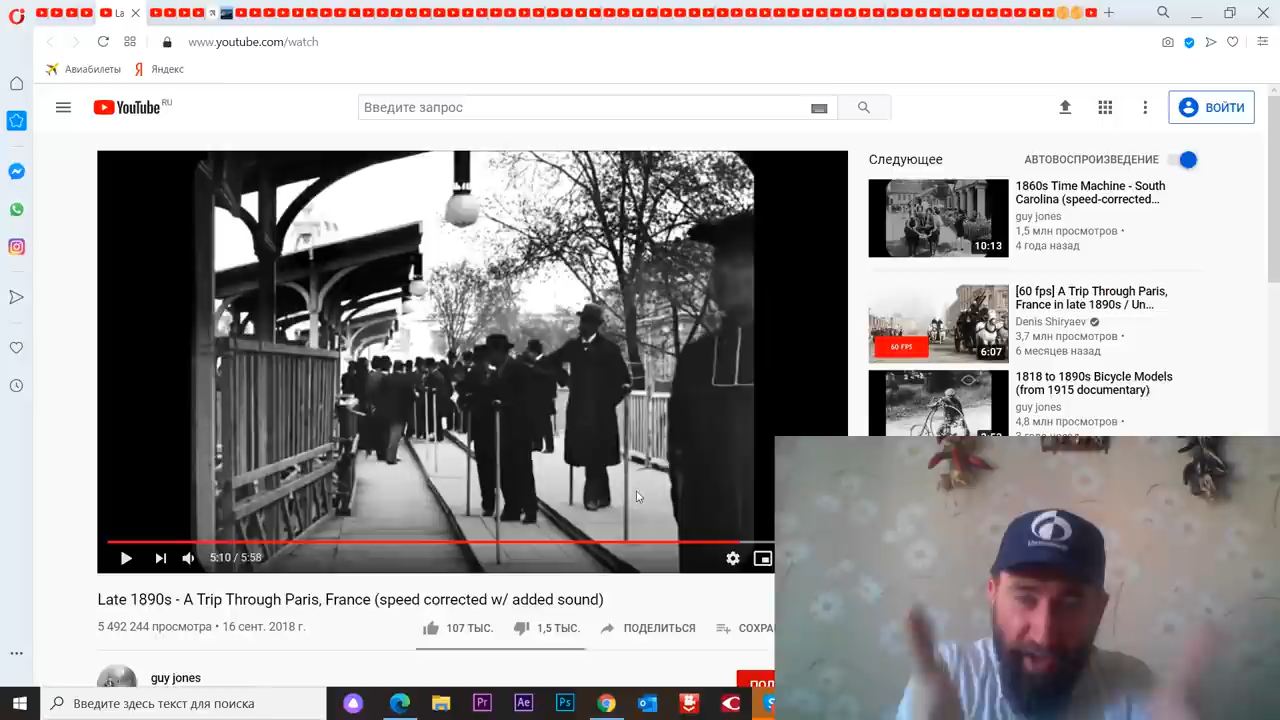 La
www.youtube.com/watch
Авиабилеты
Яндекс
YouTube RU
Введите запрос
ВОЙТИ
Следующее
АВТОВОСПРОИЗВЕДЕНИЕ
1860s Time Machine - South
Carolina (speed-corrected...
guy jones
1,5 млн просмотров •
4 года назад
10:13
[60 fps] A Trip Through Paris,
France in late 1890s / Un...
Denis Shiryaev
3,7 млн просмотров •
6 месяцев назад
60 FPS
6:07
1818 to 1890s Bicycle Models
(from 1915 documentary)
guy jones
4,8 млн просмотров •
5:10 / 5:58
Late 1890s - A Trip Through Paris, France (speed corrected w/ added sound)
5 492 244 просмотра • 16 сент. 2018 г.
107 ТЫС.
1,5 ТЫС.
ПОДЕЛИТЬСЯ
СОХРА
guy jones
Введите здесь текст для поиска
Pr
Ae
Ps